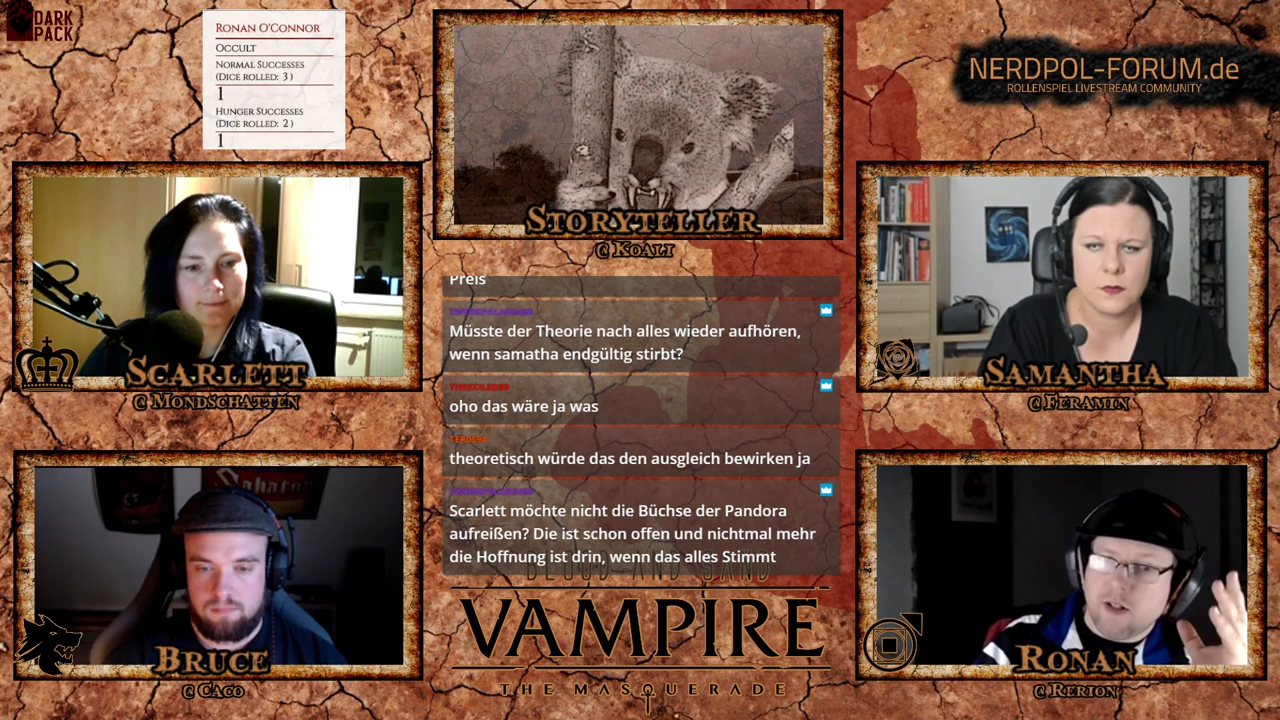 DARK
PACK
RONAN O'CONNOR
OCCULT
NORMAL SUCCESSES
(DICE ROLLED: 3 )
1
HUNGER SUCCESSES
(DICE ROLLED: 2 )
1
STORYTELLER
@ KOALI
NERDPOL-FORUM.de
ROLLENSPIEL LIVESTREAM COMMUNITY
SCARLETT
@ MONDSCHATTEN
SAMANTHA
@ FERAMIN
Preis
Müsste der Theorie nach alles wieder aufhören,
wenn samatha endgültig stirbt?
THEEXILED89
oho das wäre ja was
theoretisch würde das den ausgleich bewirken ja
Scarlett möchte nicht die Büchse der Pandora
aufreißen? Die ist schon offen und nichtmal mehr
die Hoffnung ist drin, wenn das alles Stimmt
BLOOD AND SAND
VAMPIRE
THE MASQUERADE
Sabaton
BRUCE
@ CACO
RONAN
@ RERION